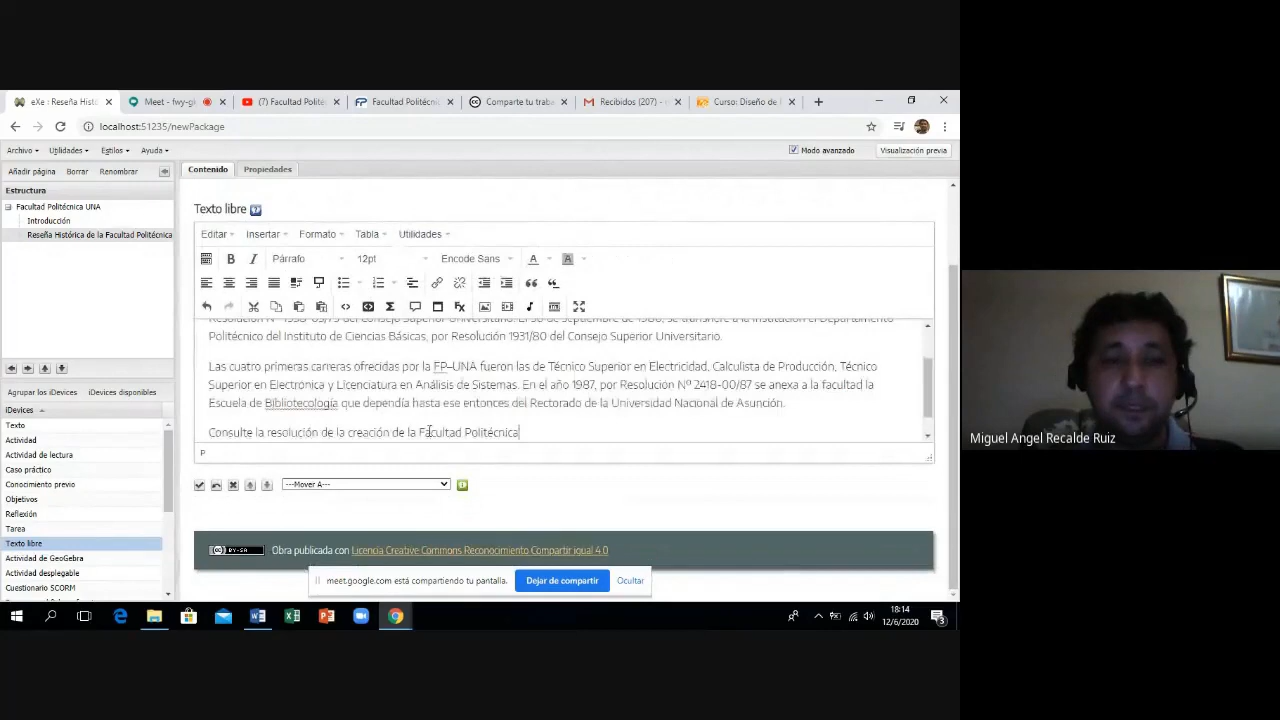 eXe : Reseña Hist
Meet - fwy-gl
(7) Facultad Polité
Facultad Politécnic
Comparte tu traba
Recibidos (207) -
Curso: Diseño de
localhost:51235/newPackage
Archivo
Utilidades
Estilos
Ayuda
Modo avanzado
Visualización previa
Añadir página
Borrar
Renombrar
Contenido
Propiedades
Estructura
Facultad Politécnica UNA
Introducción
Reseña Histórica de la Facultad Politécnica
Texto libre
Editar
Insertar
Formato
Tabla
Utilidades
Párrafo
12pt
Encode Sans
Politécnico del Instituto de Ciencias Básicas, por Resolución 1931/80 del Consejo Superior Universitario.
Las cuatro primeras carreras ofrecidas por la FP-UNA fueron las de Técnico Superior en Electricidad, Calculista de Producción, Técnico
Superior en Electrónica y Licenciatura en Análisis de Sistemas. En el año 1987, por Resolución Nº 2418-00/87 se anexa a la facultad la
Escuela de Bibliotecología que dependía hasta ese entonces del Rectorado de la Universidad Nacional de Asunción.
Consulte la resolución de la creación de la Facultad Politécnica
P
---Mover A---
Agrupar los iDevices
iDevices disponibles
iDevices
Texto
Actividad
Actividad de lectura
Caso práctico
Conocimiento previo
Objetivos
Reflexión
Tarea
Texto libre
Actividad de GeoGebra
Actividad desplegable
Cuestionario SCORM
BY-SA
Obra publicada con Licencia Creative Commons Reconocimiento Compartir igual 4.0
meet.google.com está compartiendo tu pantalla.
Dejar de compartir
Ocultar
18:14
12/6/2020
3
Miguel Angel Recalde Ruiz